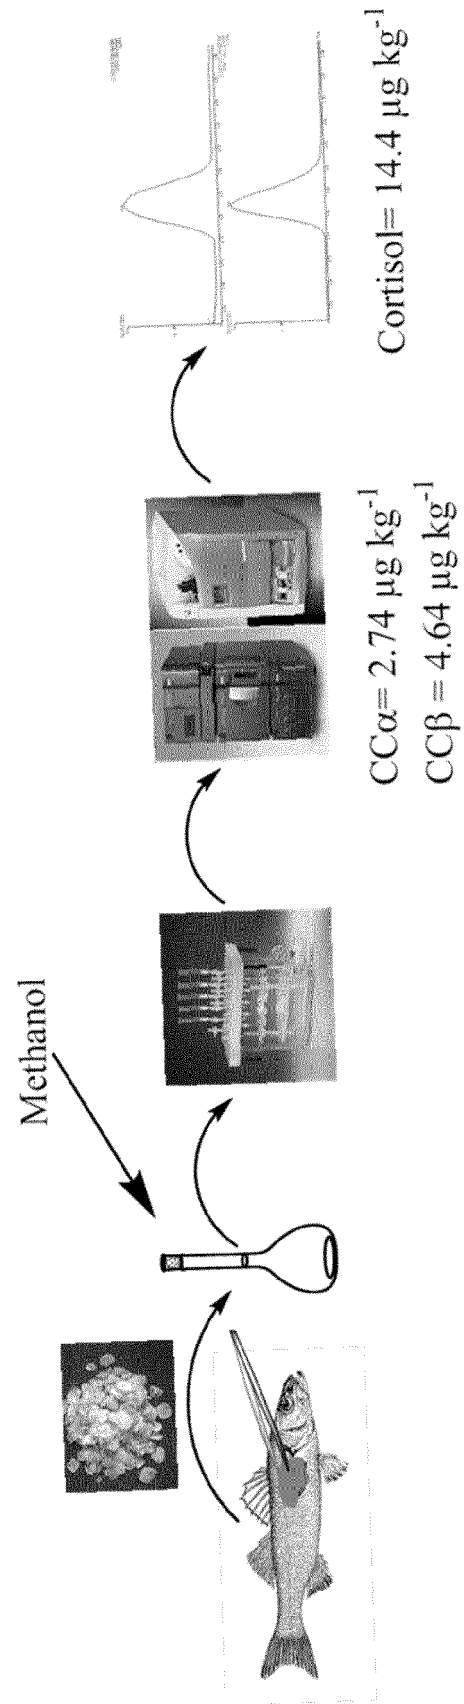 Methanol
CCα= 2.74 µg kg-1
CCβ = 4.64 µg kg-1
Cortisol= 14.4 µg kg-1